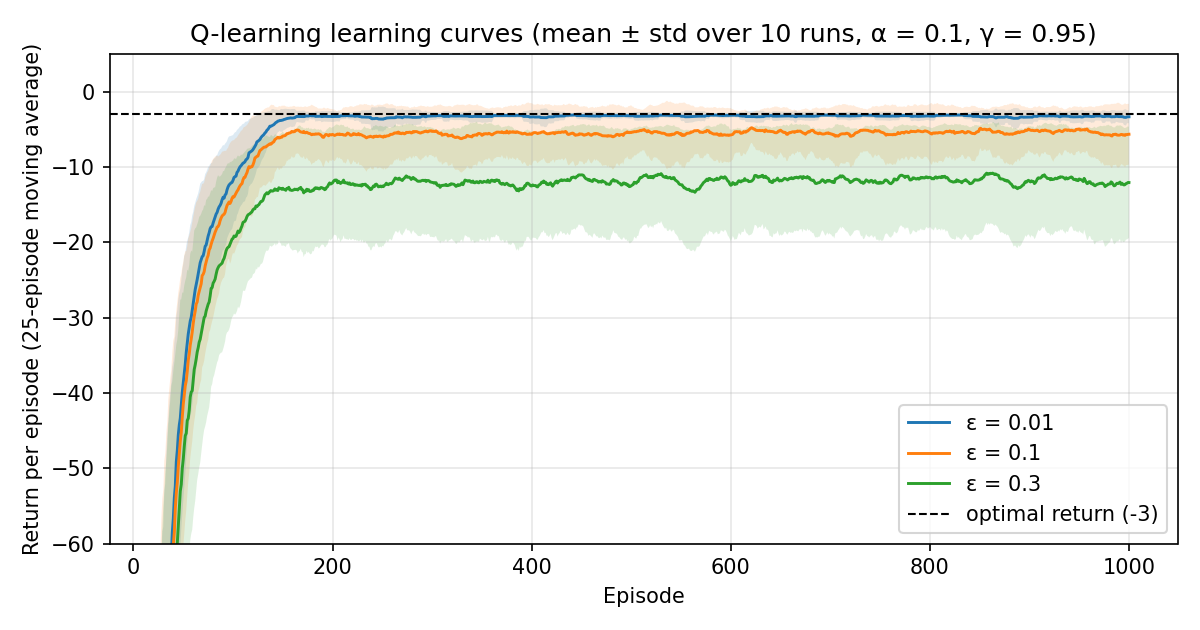 Q-learning learning curves (mean ± std over 10 runs, α = 0.1, γ = 0.95)
Return per episode (25-episode moving average)
0
−10
−20
−30
−40
−50
−60
0 200 400 600 800 1000
Episode
ε = 0.01
ε = 0.1
ε = 0.3
optimal return (-3)